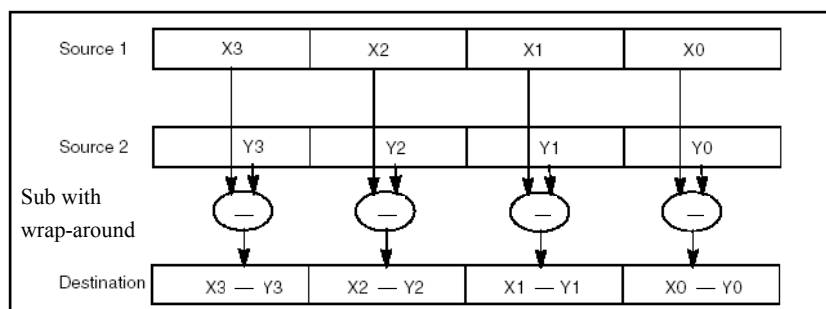 Source 1 X3 X2 X1 X0
Source 2 Y3 Y2 Y1 Y0
Sub with
wrap-around
— — — —
Destination X3 — Y3 X2 — Y2 X1 — Y1 X0 — Y0